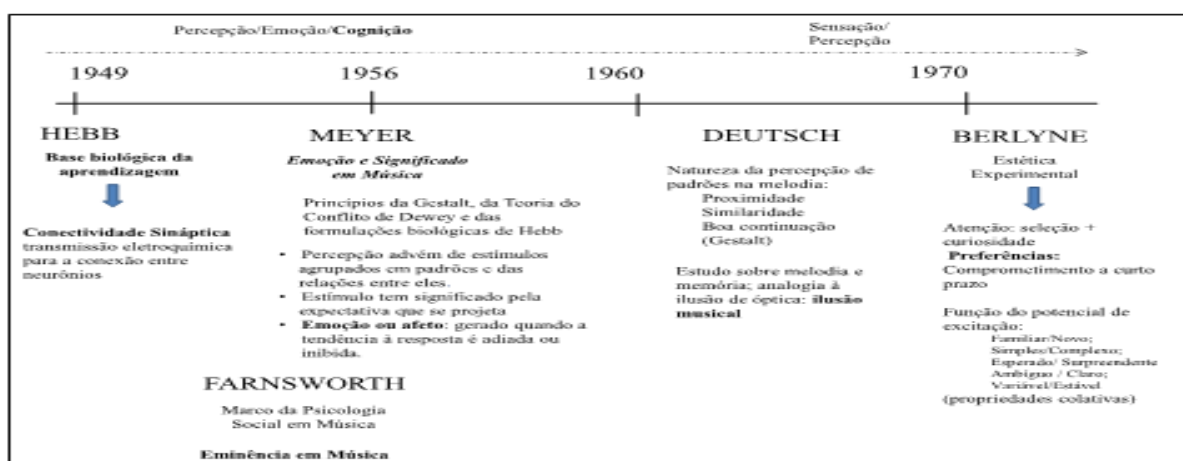 Percepção/Emoção/Cognição
Sensação/
Percepção
1949
1956
1960
1970
HEBB
Base biológica da
aprendizagem
Conectividade Sináptica
transmissão eletroquímica
para a conexão entre
neurônios
MEYER
Emoção e Significado
em Música
Princípios da Gestalt, da Teoria do
Conflito de Dewey e das
formulações biológicas de Hebb
• Percepção advém de estímulos
agrupados em padrões e das
relações entre eles.
• Estímulo tem significado pela
expectativa que se projeta
• Emoção ou afeto: gerado quando a
tendência à resposta é adiada ou
inibida.
FARNSWORTH
Marco da Psicologia
Social em Música
Eminência em Música
DEUTSCH
Natureza da percepção de
padrões na melodia:
Proximidade
Similaridade
Boa continuação
(Gestalt)
Estudo sobre melodia e
memória; analogia à
ilusão de óptica: ilusão
musical
BERLYNE
Estética
Experimental
Atenção: seleção +
curiosidade
Preferências:
Comprometimento a curto
prazo
Função do potencial de
excitação:
Familiar/Novo;
Simples/Complexo;
Esperado/ Surpreendente
Ambíguo / Claro;
Variável/Estável
(propriedades colativas)